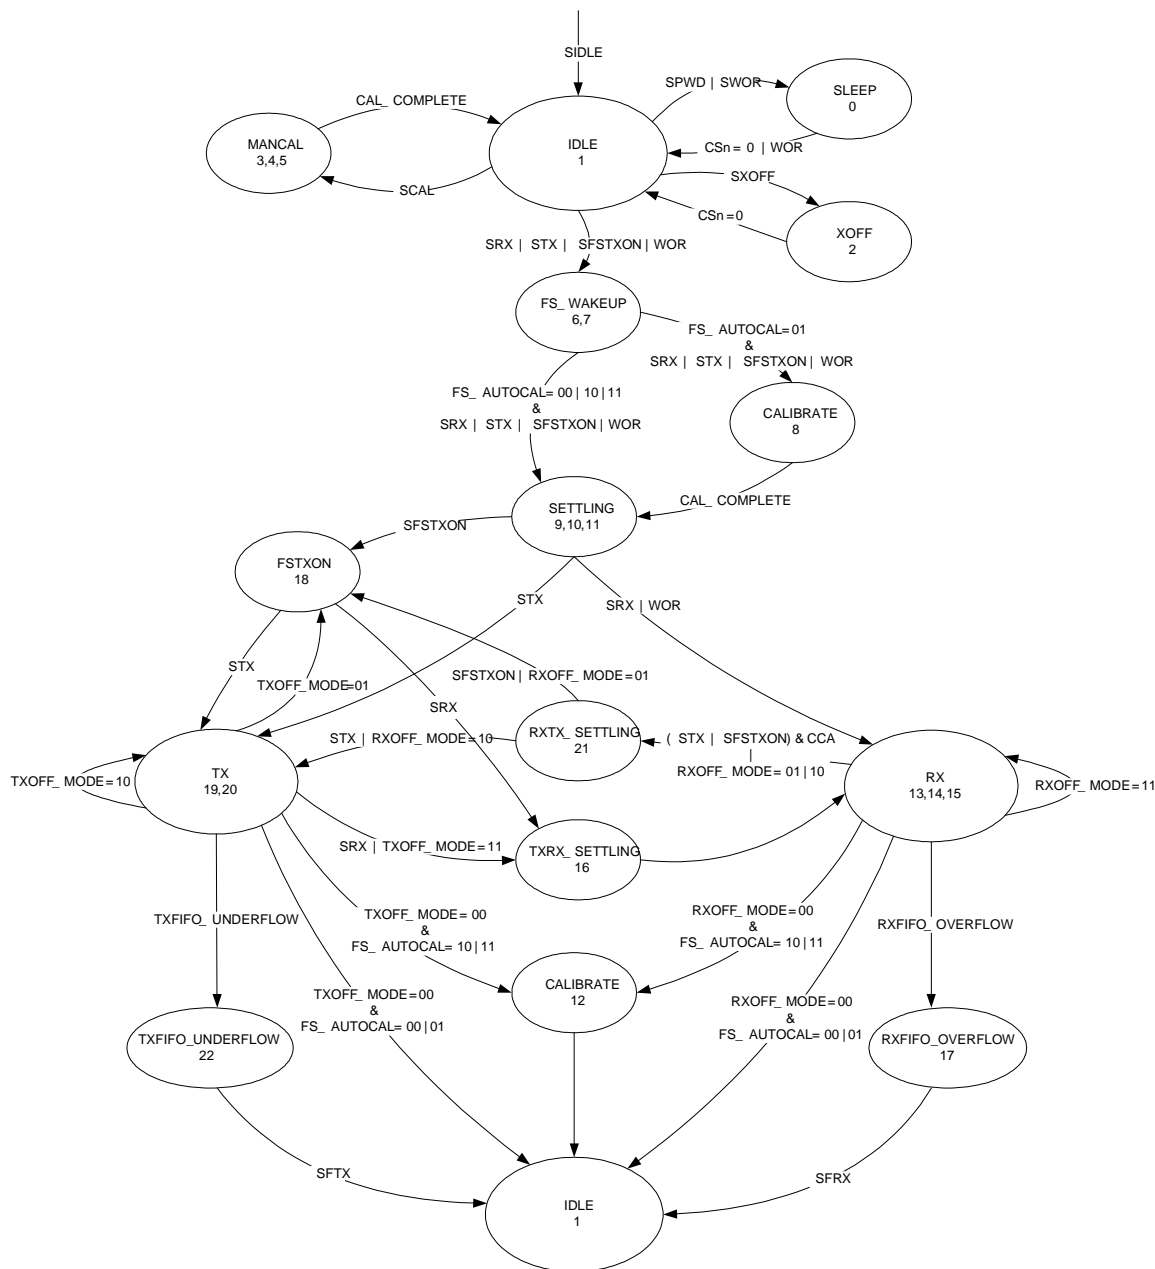 SIDLE
SPWD | SWOR
SLEEP
0
CAL_ COMPLETE
MANCAL
3,4,5
IDLE
1
CSn = 0 | WOR
SCAL
SXOFF
CSn = 0
XOFF
2
SRX | STX | SFSTXON | WOR
FS_ WAKEUP
6,7
FS_ AUTOCAL = 01
&
SRX | STX | SFSTXON | WOR
FS_ AUTOCAL = 00 | 10 | 11
&
SRX | STX | SFSTXON | WOR
CALIBRATE
8
CAL_ COMPLETE
SETTLING
9,10,11
SFSTXON
FSTXON
18
STX
SRX | WOR
STX
TXOFF_ MODE = 01
SFSTXON | RXOFF_ MODE = 01
SRX
RXTX_ SETTLING
21
STX | RXOFF_ MODE = 10
( STX | SFSTXON ) & CCA
|
RXOFF_ MODE = 01 | 10
TXOFF_ MODE = 10
TX
19,20
RX
13,14,15
RXOFF_ MODE = 11
SRX | TXOFF_ MODE = 11
TXRX_ SETTLING
16
TXFIFO_ UNDERFLOW
TXOFF_ MODE = 00
&
FS_ AUTOCAL = 10 | 11
RXOFF_ MODE = 00
&
FS_ AUTOCAL = 10 | 11
RXFIFO_ OVERFLOW
CALIBRATE
12
TXOFF_ MODE = 00
&
FS_ AUTOCAL = 00 | 01
RXOFF_ MODE = 00
&
FS_ AUTOCAL = 00 | 01
TXFIFO_UNDERFLOW
22
RXFIFO_OVERFLOW
17
SFTX
SFRX
IDLE
1